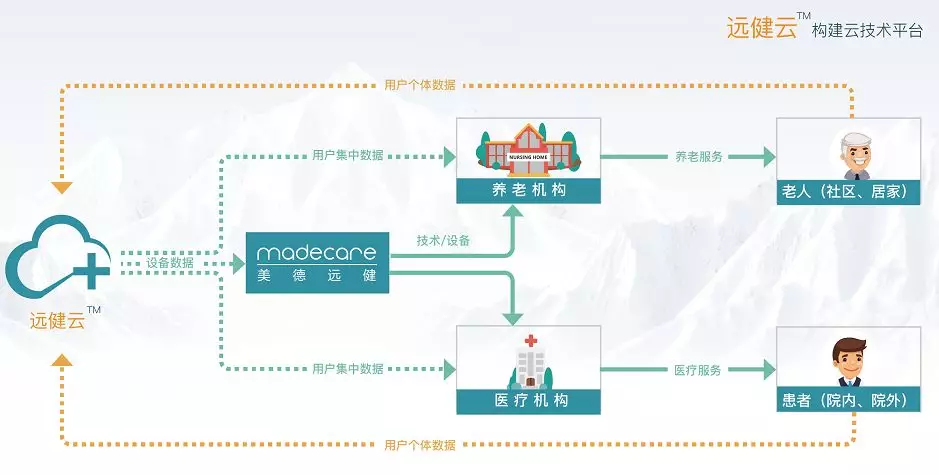 远健云™ 构建云技术平台
用户个体数据
用户集中数据
NURSING HOME
养老机构
养老服务
老人（社区、居家）
技术/设备
madecare
美德远健
设备数据
远健云™
用户集中数据
医疗机构
医疗服务
患者（院内、院外）
用户个体数据